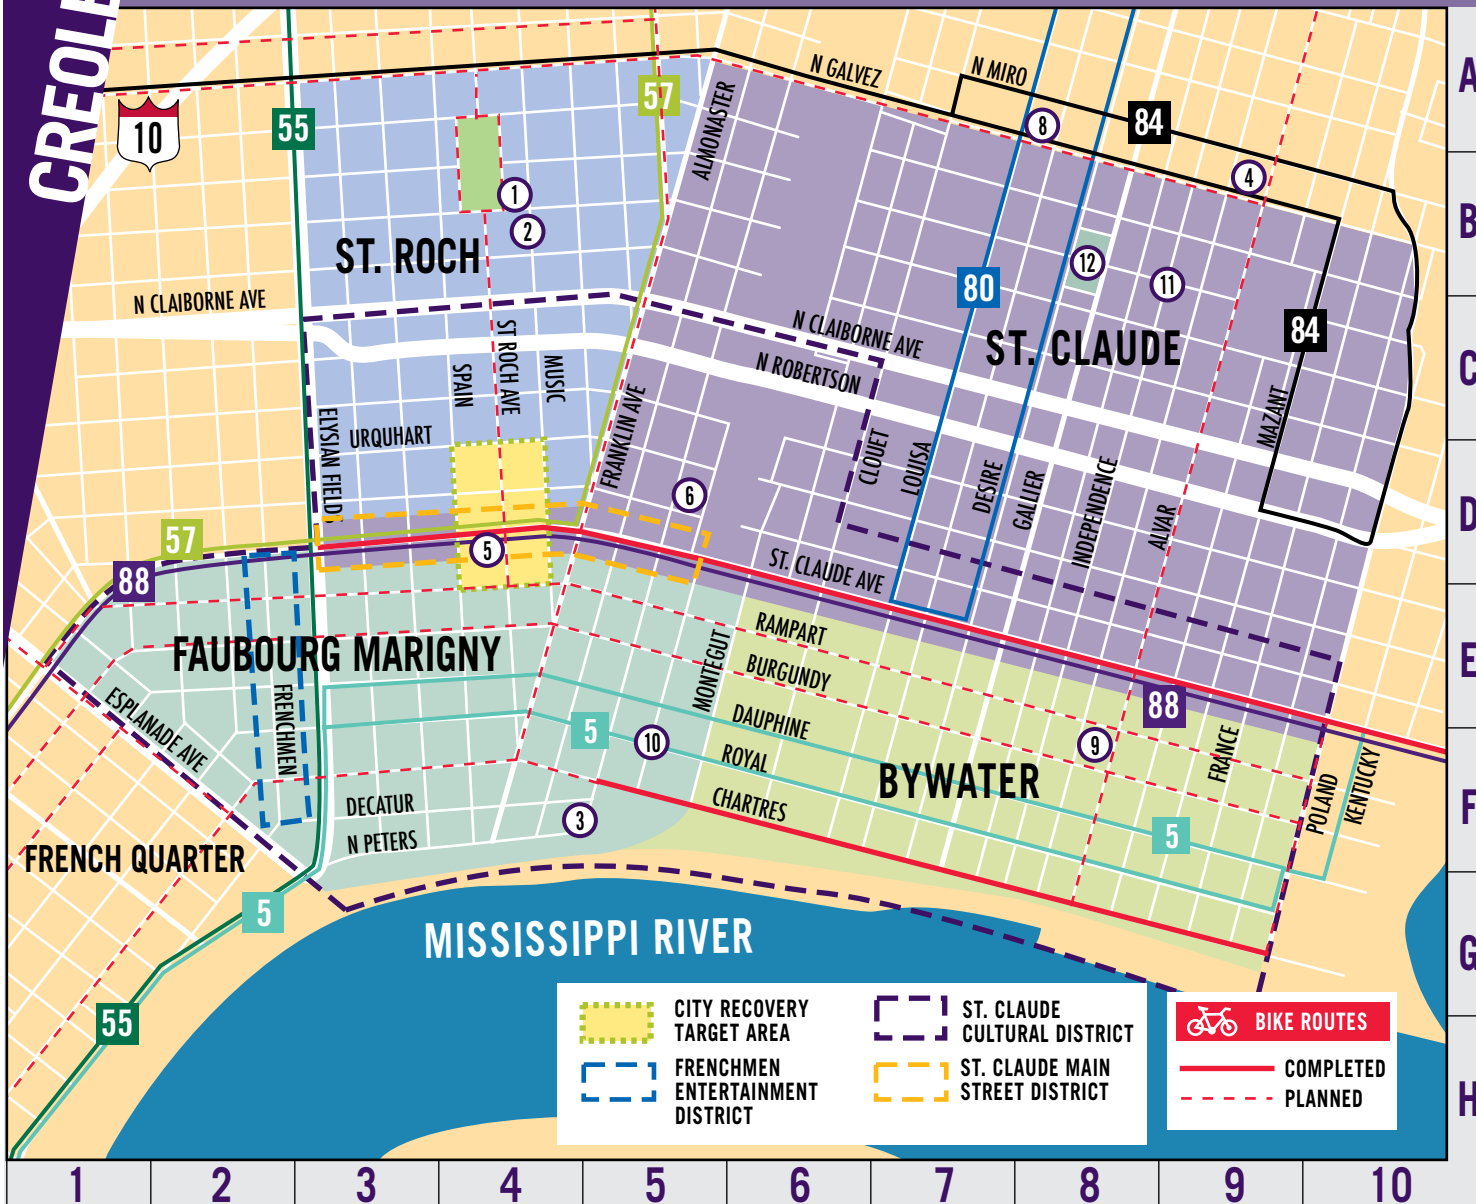 CREOLE
10
55
57
ALMONASTER
N GALVEZ
N MIRO
8
84
A
1
2
4
B
ST. ROCH
80
12
11
N CLAIBORNE AVE
N CLAIBORNE AVE
N ROBERTSON
ST. CLAUDE
84
C
SPAIN
ST ROCH AVE
MUSIC
FRANKLIN AVE
MAZANT
ELYSIAN FIELDS
URQUHART
CLOUET
LOUISA
DESIRE
GALLIER
INDEPENDENCE
ALVAR
6
D
57
88
5
ST. CLAUDE AVE
FAUBOURG MARIGNY
RAMPART
BURGUNDY
MONTEGUT
E
ESPLANADE AVE
FRENCHMEN
DAUPHINE
88
5
10
ROYAL
9
FRANCE
BYWATER
CHARTRES
POLAND
KENTUCKY
DECATUR
N PETERS
3
5
F
FRENCH QUARTER
5
MISSISSIPPI RIVER
G
55
CITY RECOVERY
TARGET AREA
FRENCHMEN
ENTERTAINMENT
DISTRICT
ST. CLAUDE
CULTURAL DISTRICT
ST. CLAUDE MAIN
STREET DISTRICT
BIKE ROUTES
COMPLETED
PLANNED
H
1 2 3 4 5 6 7 8 9 10